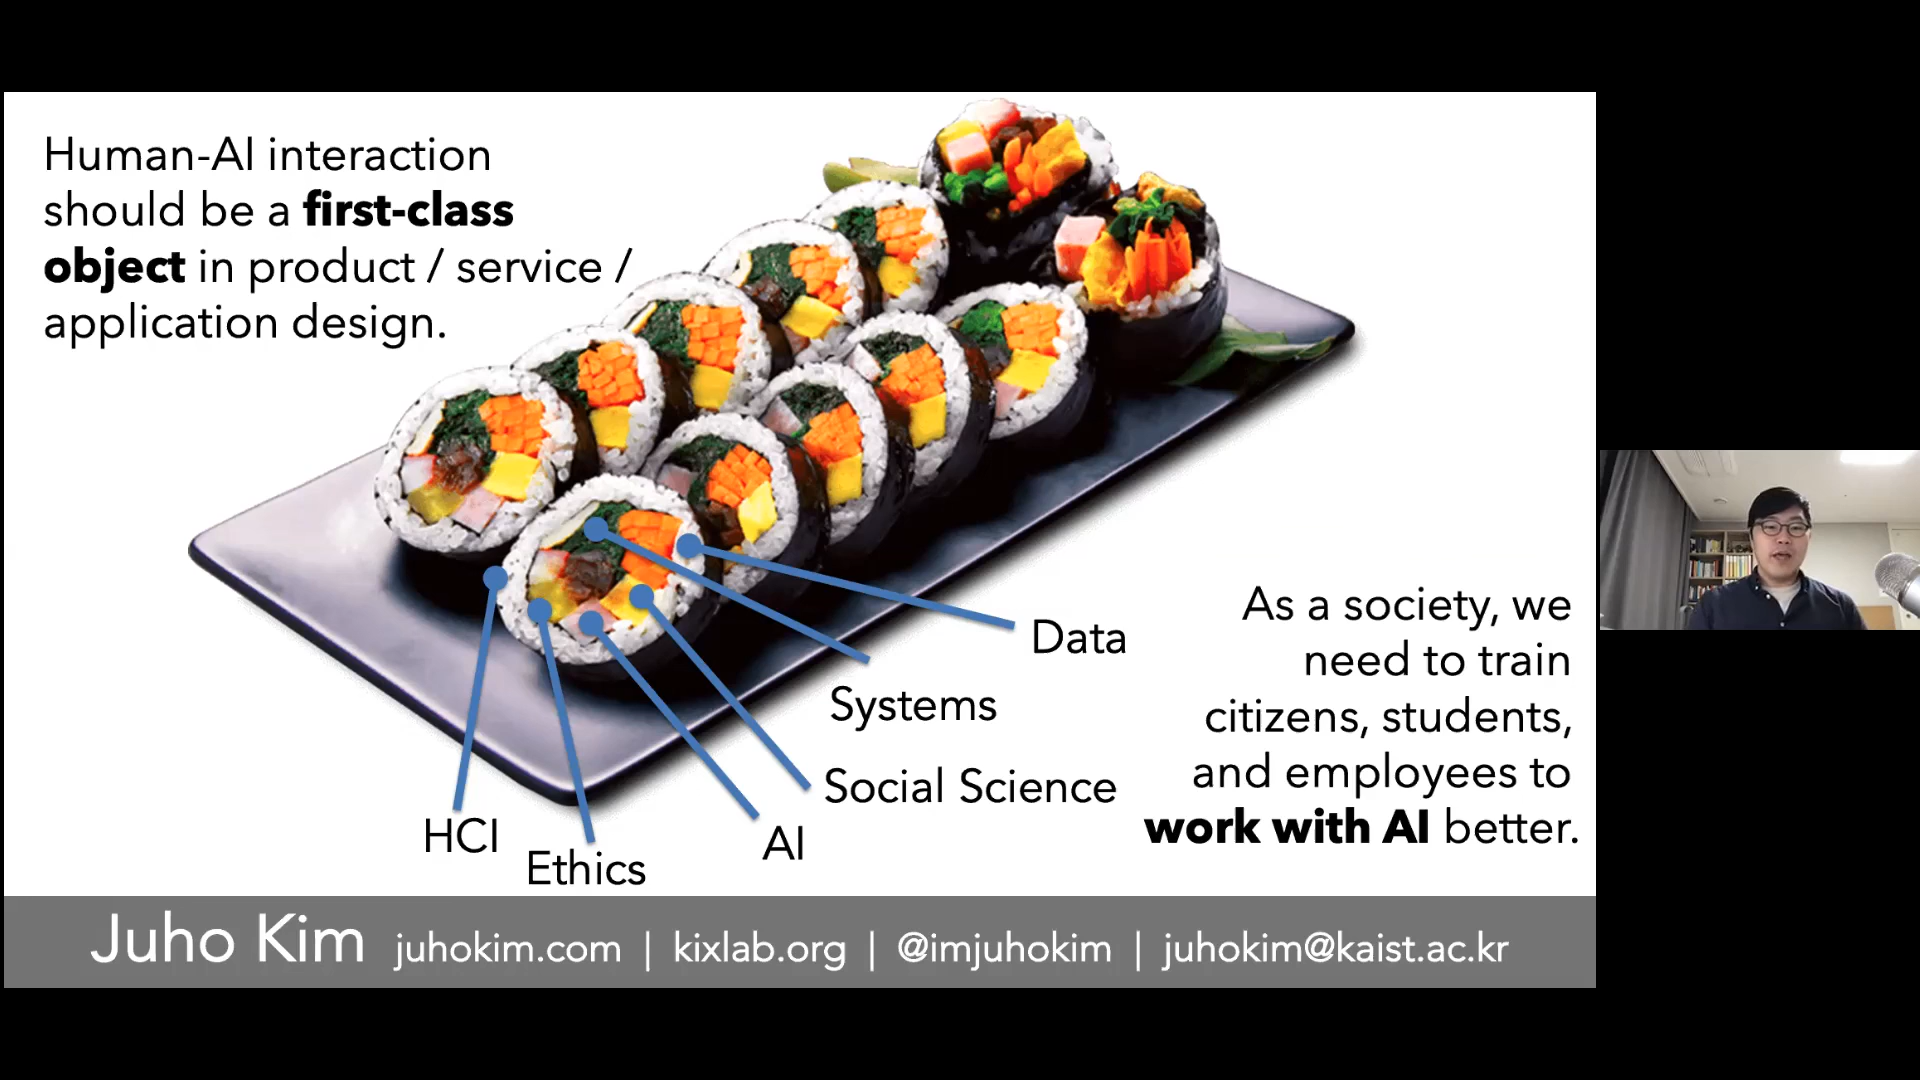 Human-AI interaction
should be a first-class
object in product / service /
application design.
Data
Systems
Social Science
AI
HCI
Ethics
As a society, we
need to train
citizens, students,
and employees to
work with AI better.
Juho Kim juhokim.com | kixlab.org | @imjuhokim | juhokim@kaist.ac.kr